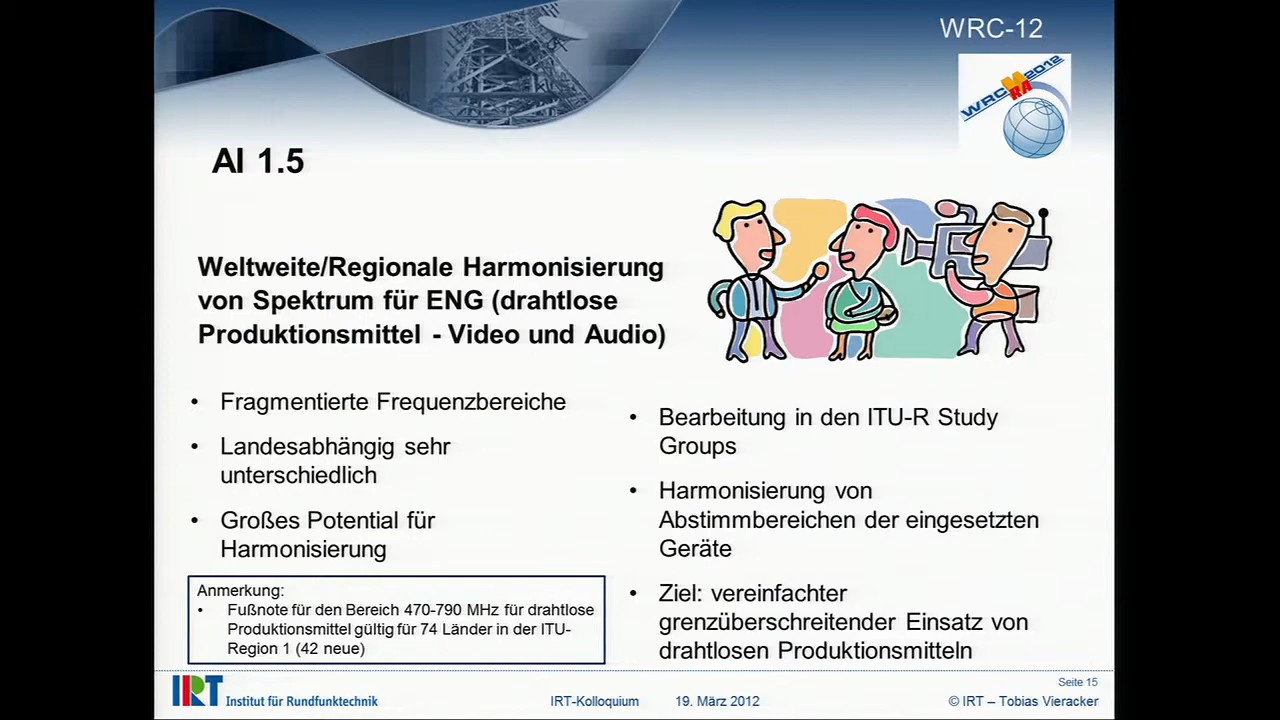 WRC-12
WRC 2012
RA
AI 1.5
Weltweite/Regionale Harmonisierung
von Spektrum für ENG (drahtlose
Produktionsmittel - Video und Audio)
• Fragmentierte Frequenzbereiche
• Landesabhängig sehr
unterschiedlich
• Großes Potential für
Harmonisierung
Anmerkung:
• Fußnote für den Bereich 470-790 MHz für drahtlose
Produktionsmittel gültig für 74 Länder in der ITU-
Region 1 (42 neue)
• Bearbeitung in den ITU-R Study
Groups
• Harmonisierung von
Abstimmbereichen der eingesetzten
Geräte
• Ziel: vereinfachter
grenzüberschreitender Einsatz von
drahtlosen Produktionsmitteln
Seite 15
IRT Institut für Rundfunktechnik
IRT-Kolloquium 19. März 2012
© IRT – Tobias Vieracker